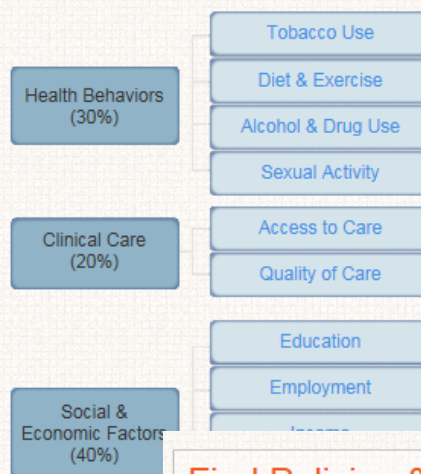 Health Behaviors
(30%)
Tobacco Use
Diet & Exercise
Alcohol & Drug Use
Sexual Activity
Clinical Care
(20%)
Access to Care
Quality of Care
Social &
Economic Factors
(40%)
Education
Employment